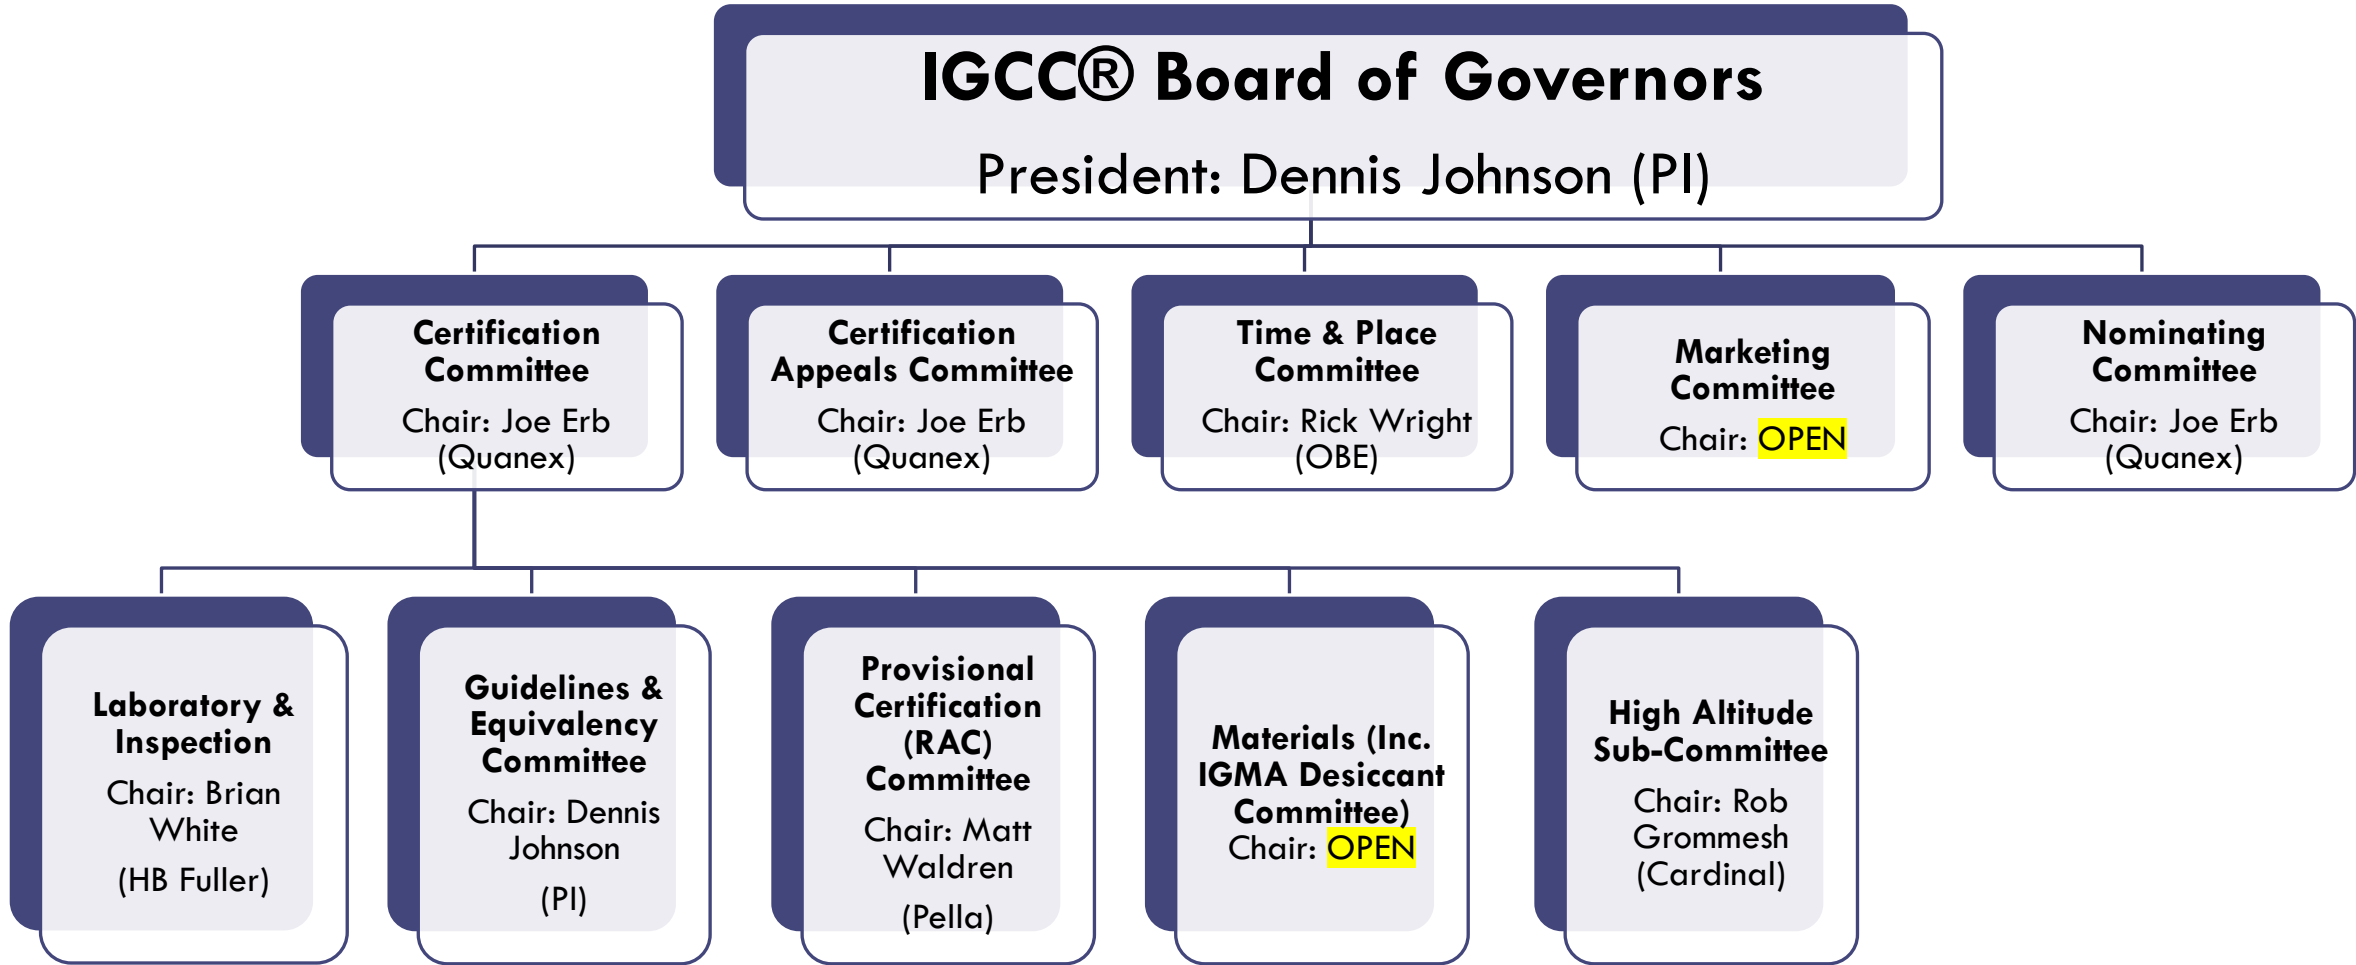 IGCC® Board of Governors
President: Dennis Johnson (PI)
Certification
Committee
Chair: Joe Erb
(Quanex)
Certification
Appeals Committee
Chair: Joe Erb
(Quanex)
Time & Place
Committee
Chair: Rick Wright
(OBE)
Marketing
Committee
Chair: OPEN
Nominating
Committee
Chair: Joe Erb
(Quanex)
Laboratory &
Inspection
Chair: Brian
White
(HB Fuller)
Guidelines &
Equivalency
Committee
Chair: Dennis
Johnson
(PI)
Provisional
Certification
(RAC)
Committee
Chair: Matt
Waldren
(Pella)
Materials (Inc.
IGMA Desiccant
Committee)
Chair: OPEN
High Altitude
Sub-Committee
Chair: Rob
Grommesh
(Cardinal)